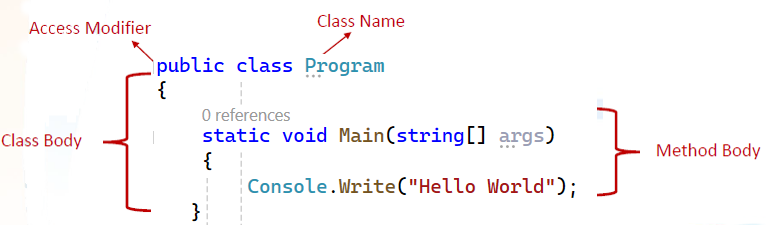 Class Name
Access Modifier
public class Program
{
0 references
static void Main(string[] args)
Class Body
Method Body
{
Console.Write("Hello World");
}